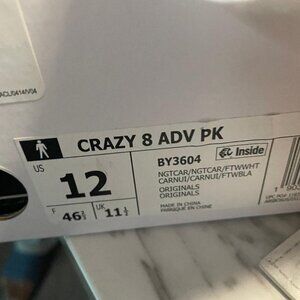 ACU0414V04
CRAZY 8 ADV PK
US
12
F
46⅔
UK
11½
BY3604
Inside
NGTCAR/NGTCAR/FTWWHT
CARNUI/CARNUI/FTWBLA
ORIGINALS
ORIGINALS
MADE IN CHINA
FABRIQUÉ EN CHINE